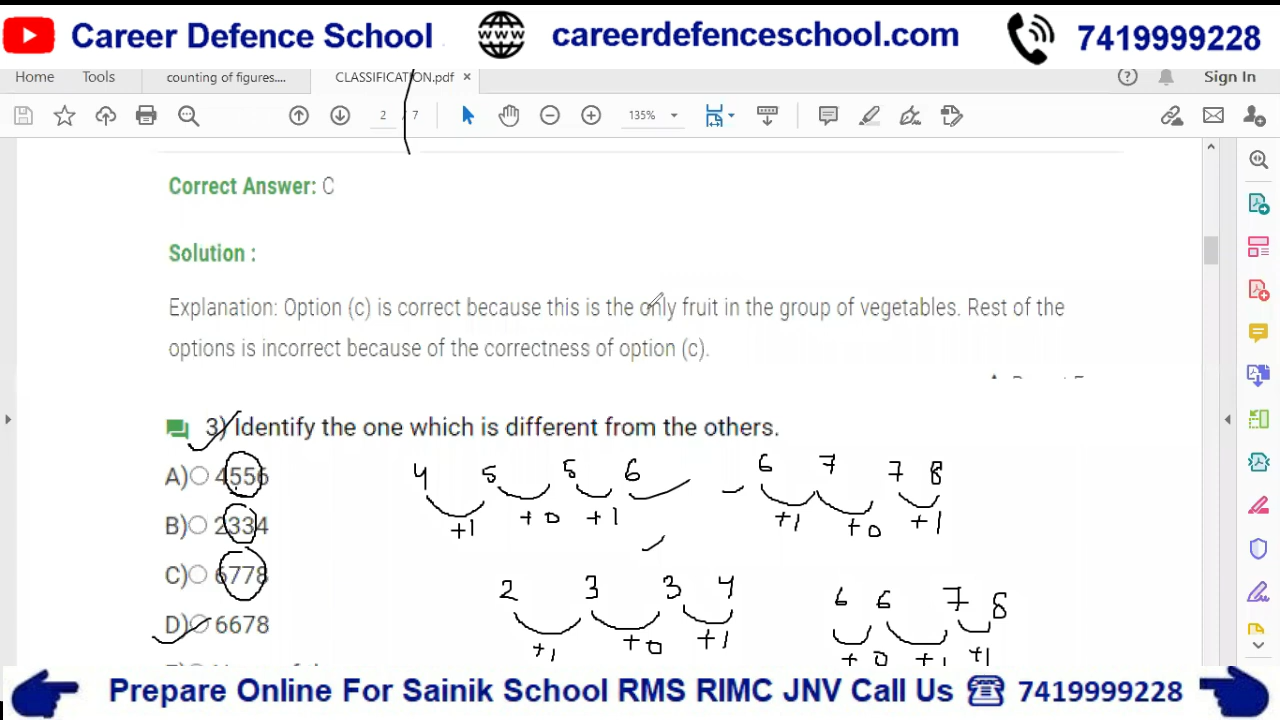 Career Defence School
careerdefenceschool.com
7419999228
Home Tools counting of figures.... CLASSIFICATION.pdf × Sign In
2 / 7 135%
Correct Answer: C
Solution :
Explanation: Option (c) is correct because this is the only fruit in the group of vegetables. Rest of the
options is incorrect because of the correctness of option (c).
3) Identify the one which is different from the others.
A) 4556
B) 2334
C) 6778
D) 6678
4 5 5 6
+1 +0 +1
6 7 7 8
+1 +0 +1
2 3 3 4
+1 +0 +1
6 6 7 8
+0 +1 +1
Prepare Online For Sainik School RMS RIMC JNV Call Us 7419999228